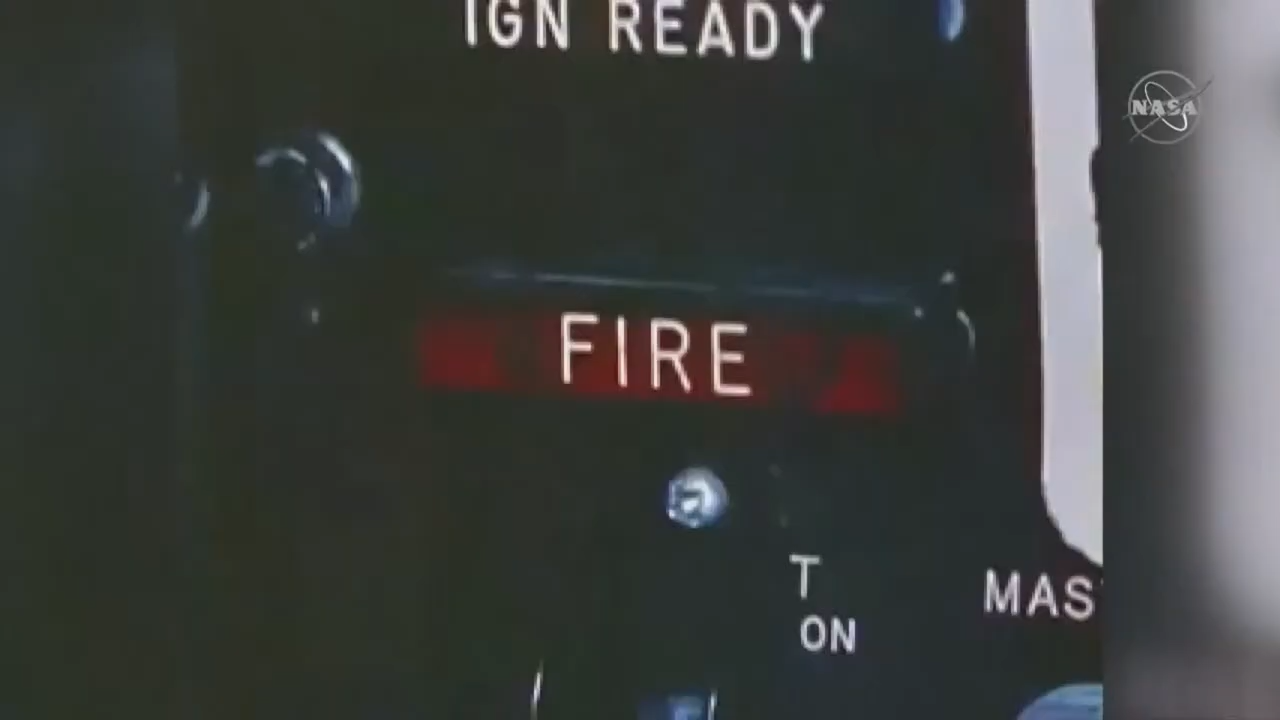 IGN READY
NASA
FIRE
T
ON
MAS